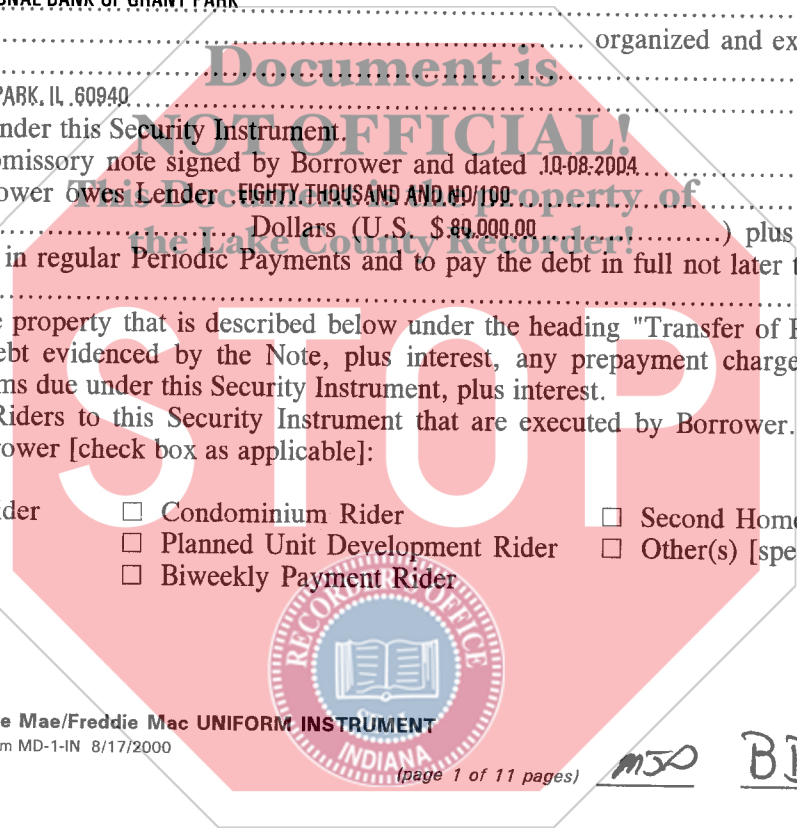 NAL BANK OF GRANT PARK
organized and ex
PARK, IL 60940
nder this Security Instrument.
omissory note signed by Borrower and dated 10-08-2004
ower owes Lender EIGHTY THOUSAND AND NO/100
Dollars (U.S. $ 80,000.00 ) plus
in regular Periodic Payments and to pay the debt in full not later t
e property that is described below under the heading "Transfer of
ebt evidenced by the Note, plus interest, any prepayment charge
ms due under this Security Instrument, plus interest.
Riders to this Security Instrument that are executed by Borrower.
rower [check box as applicable]:
der ☐ Condominium Rider ☐ Second Home
☐ Planned Unit Development Rider ☐ Other(s) [spe
☐ Biweekly Payment Rider
Document is
NOT OFFICIAL!
This Document is the property of
the Lake County Recorder!
STOP
RECORDER'S OFFICE
SEAL
INDIANA
e Mae/Freddie Mac UNIFORM INSTRUMENT
m MD-1-IN 8/17/2000
(page 1 of 11 pages)